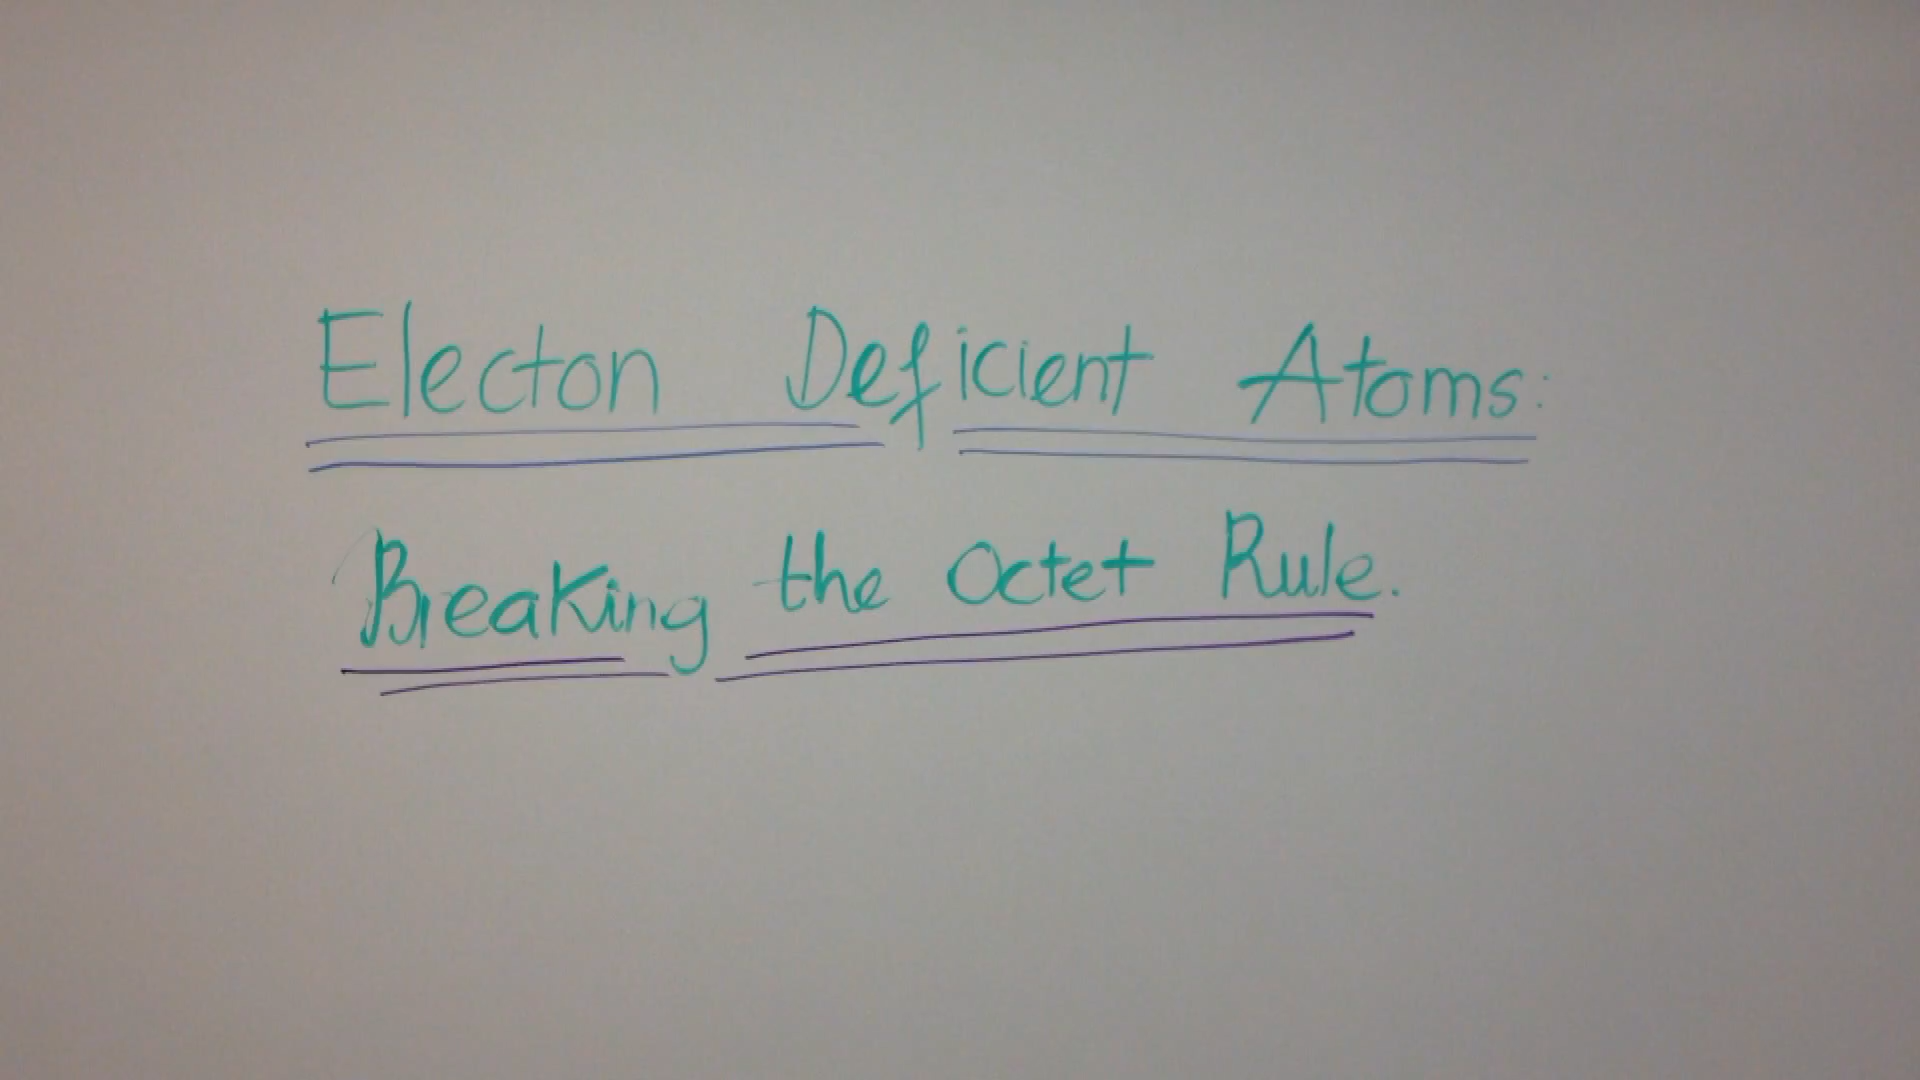 Electon Deficient Atoms:
Breaking the Octet Rule.